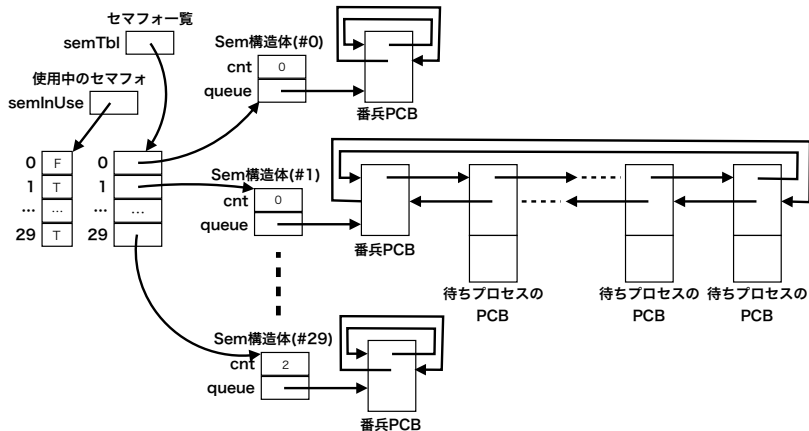 セマフォ一覧
semTbl
使用中のセマフォ
semInUse
Sem構造体(#0)
cnt 0
queue
番兵PCB
0 F 0
1 T 1
… … … …
29 T 29
Sem構造体(#1)
cnt 0
queue
番兵PCB
待ちプロセスの
PCB
待ちプロセスの
PCB
待ちプロセスの
PCB
Sem構造体(#29)
cnt 2
queue
番兵PCB